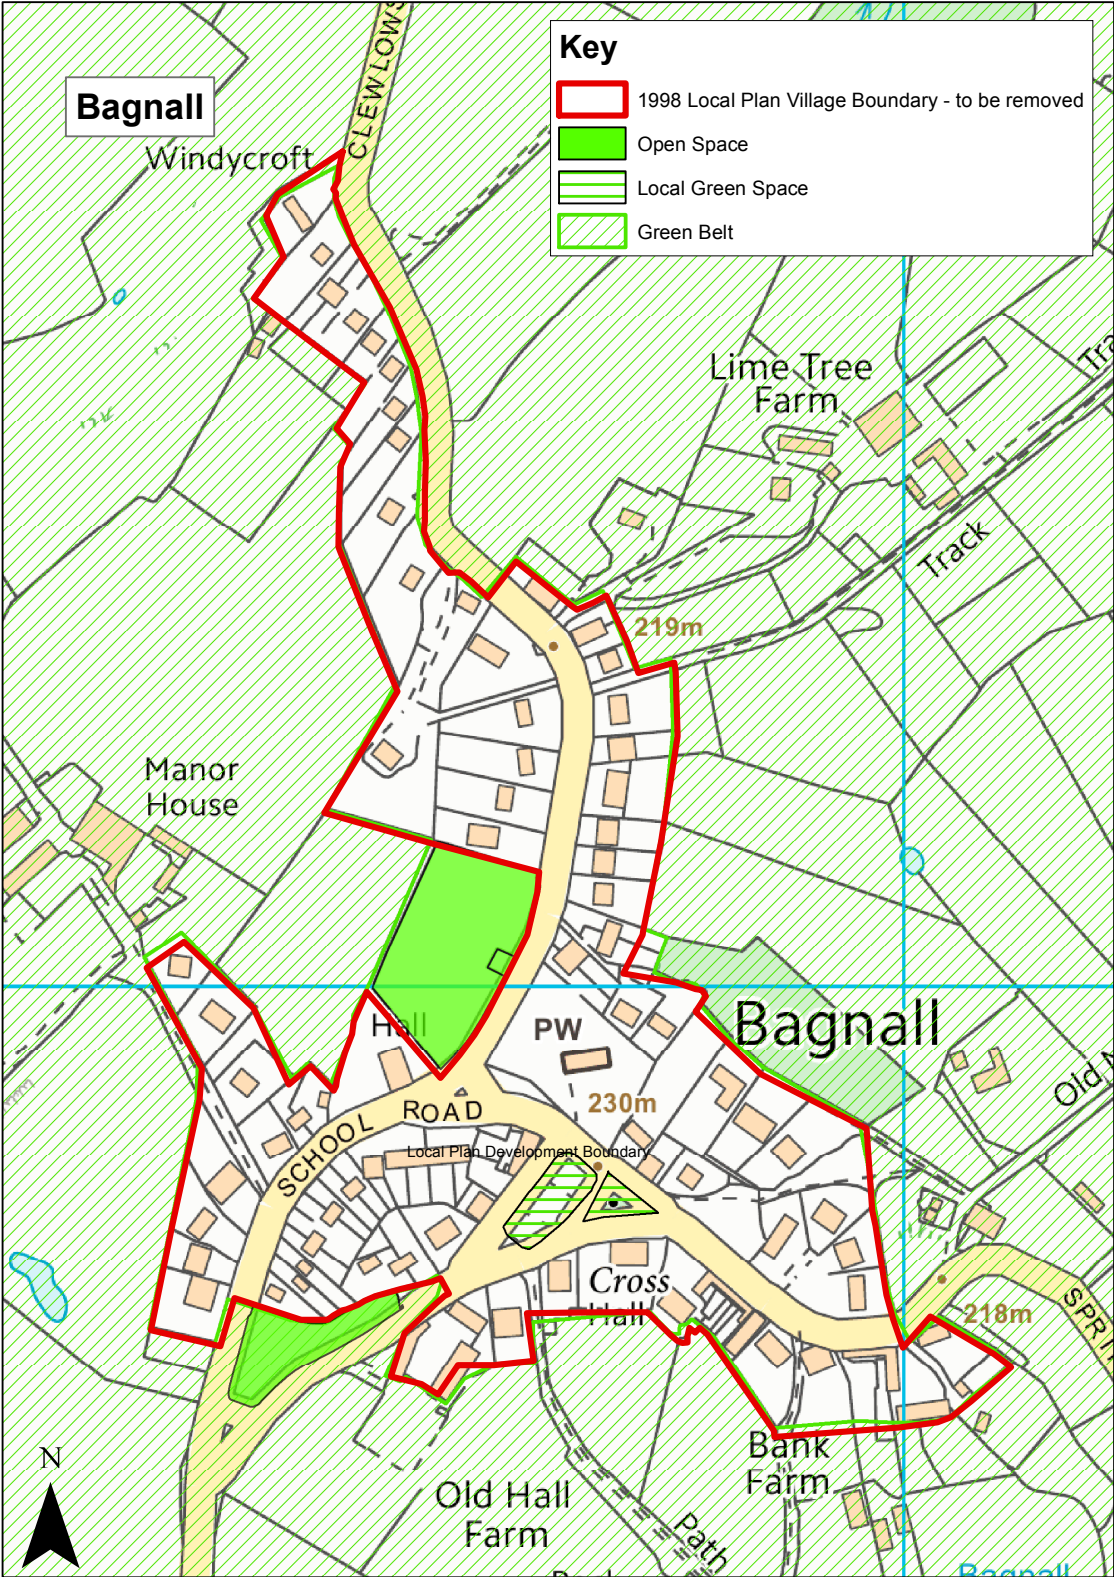 Key
1998 Local Plan Village Boundary - to be removed
Open Space
Local Green Space
Green Belt
Bagnall
CLEWLOWS
Windycroft
Lime Tree
Farm
Track
219m
Manor
House
Bagnall
Hall
PW
230m
SCHOOL ROAD
Local Plan Development Boundary
Cross
Hall
218m
Bank
Farm
Old Hall
Farm
Path
N
Bagnall